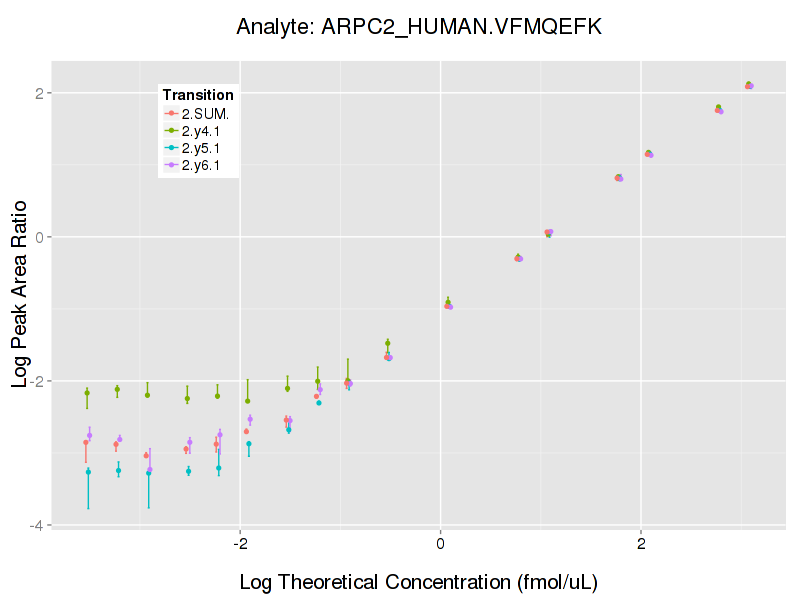 Analyte: ARPC2_HUMAN.VFMQEFK
Transition
2.SUM.
2.y4.1
2.y5.1
2.y6.1
Log Peak Area Ratio
2
0
-2
-4
-2
0
2
Log Theoretical Concentration (fmol/uL)